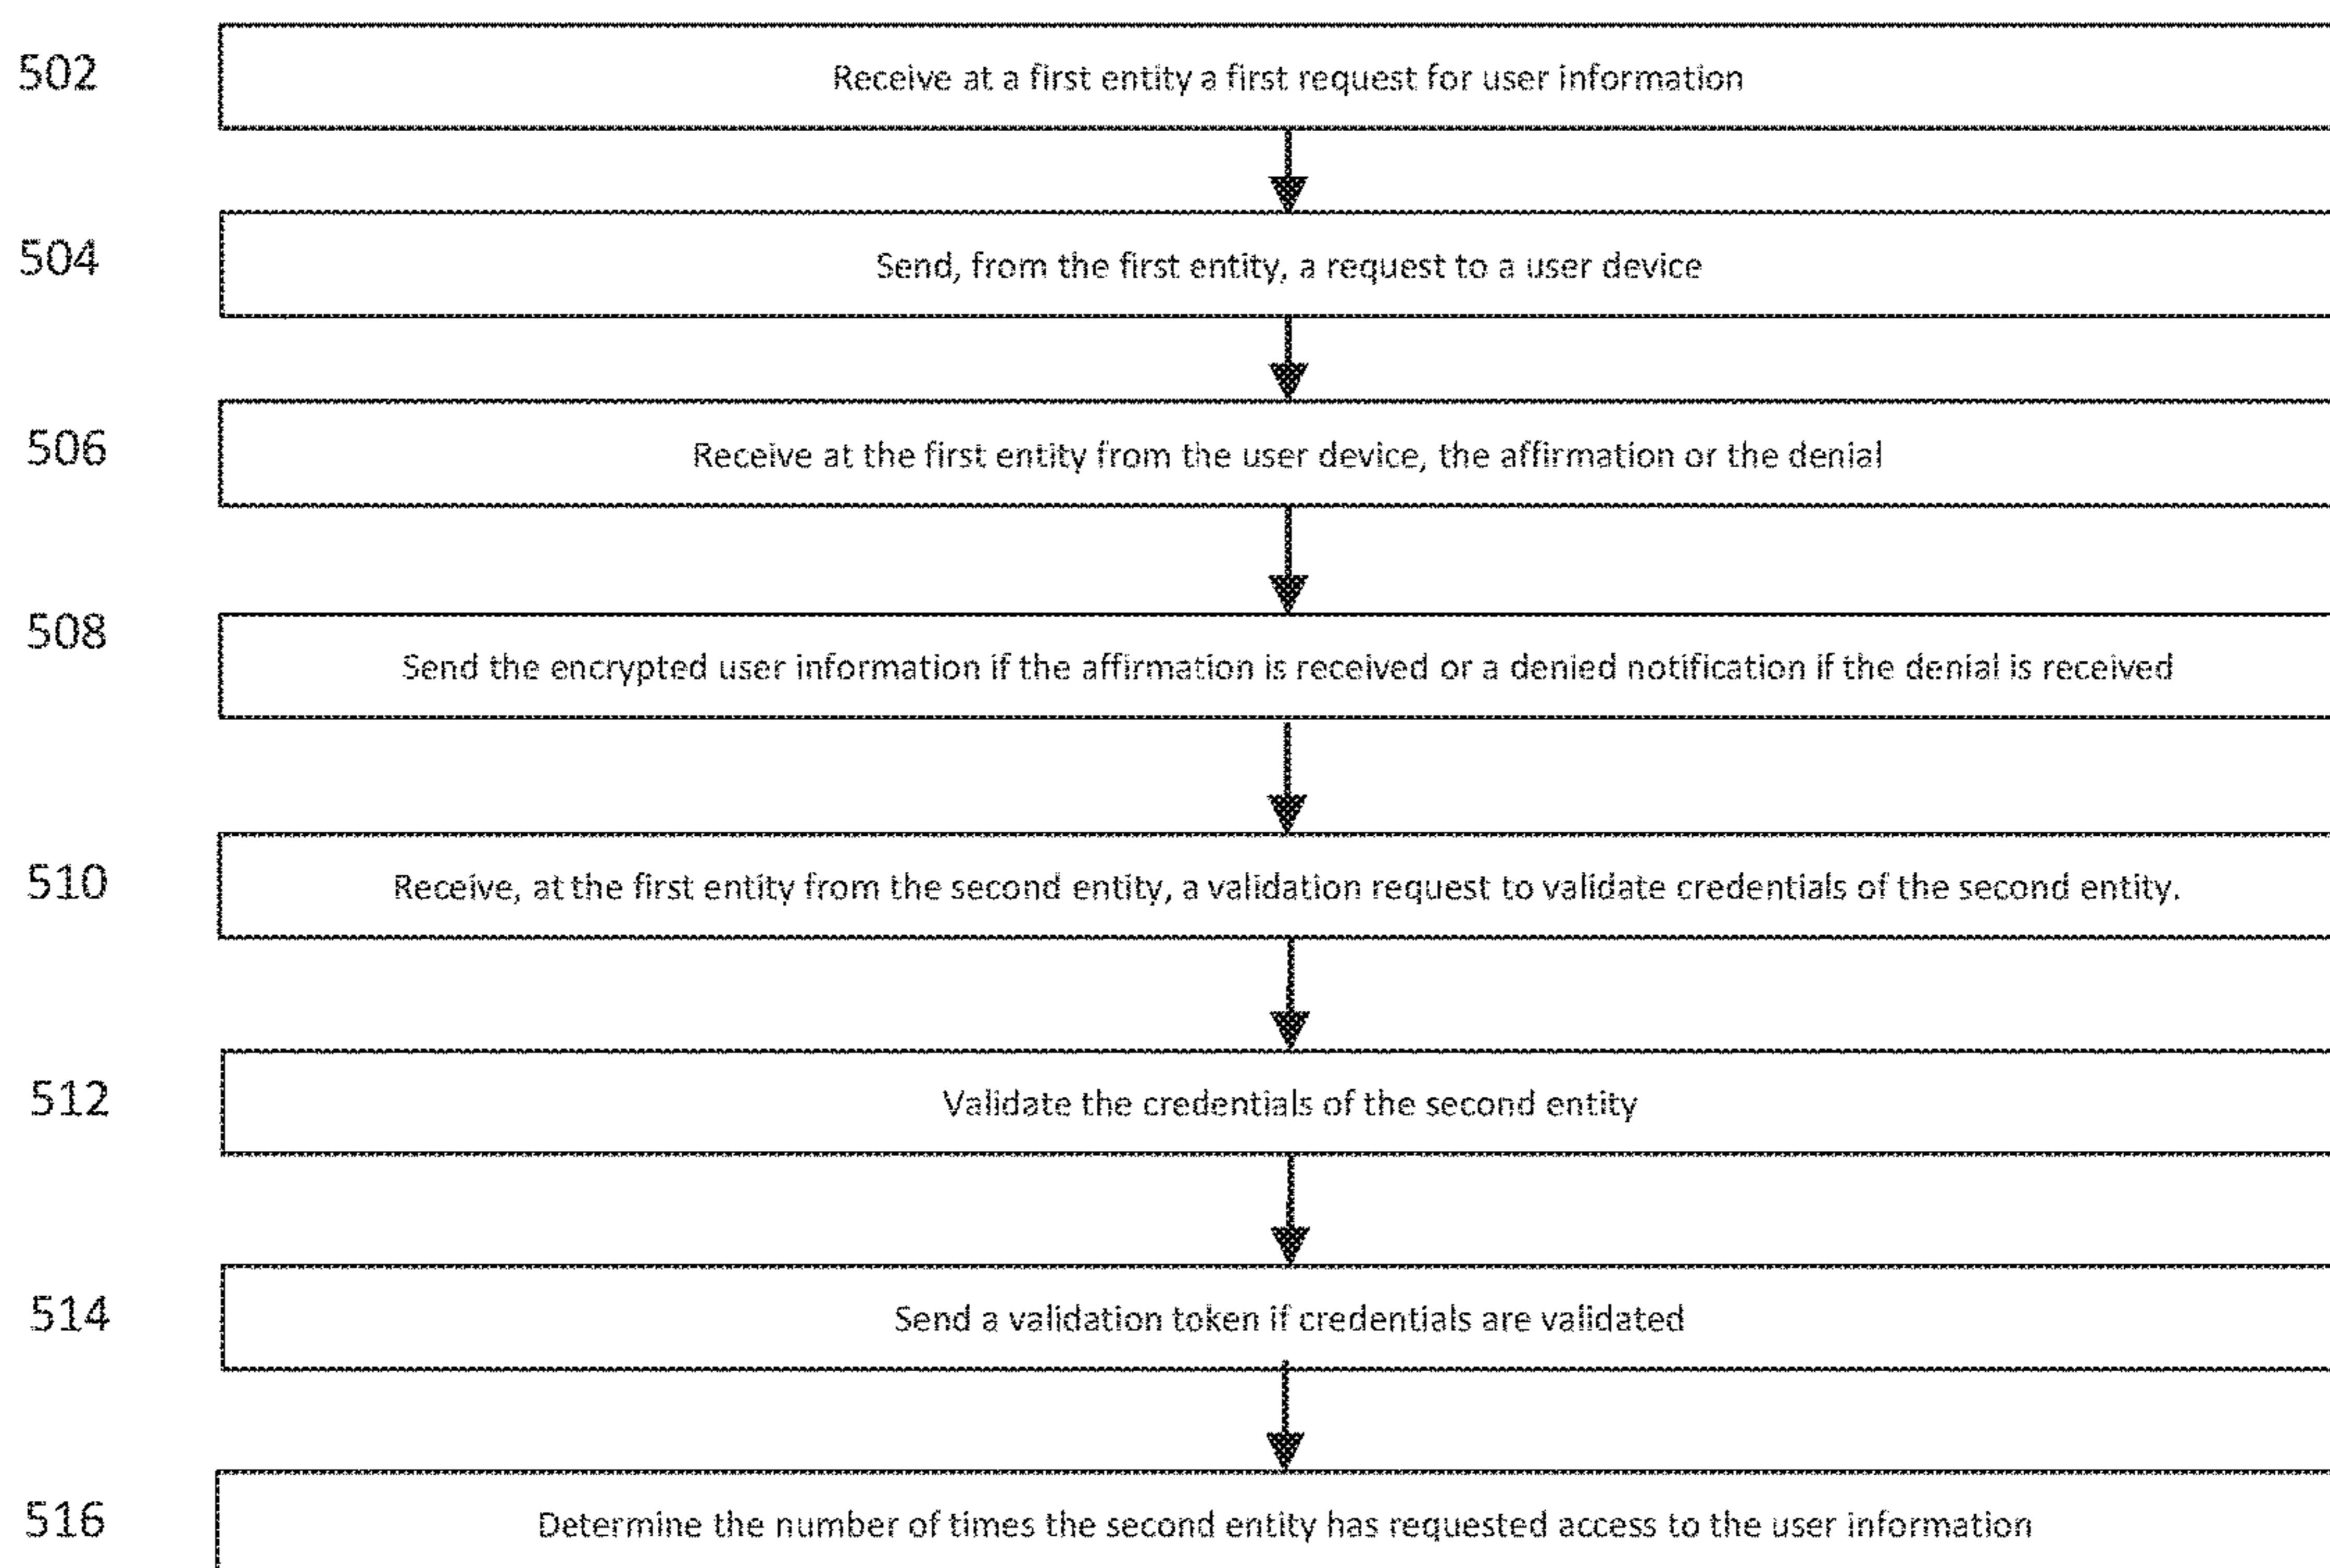 502
Receive at a first entity a first request for user information
504
Send, from the first entity, a request to a user device
506
Receive at the first entity from the user device, the affirmation or the denial
508
Send the encrypted user information if the affirmation is received or a denied notification if the denial is received
510
Receive, at the first entity from the second entity, a validation request to validate credentials of the second entity.
512
Validate the credentials of the second entity
514
Send a validation token if credentials are validated
516
Determine the number of times the second entity has requested access to the user information